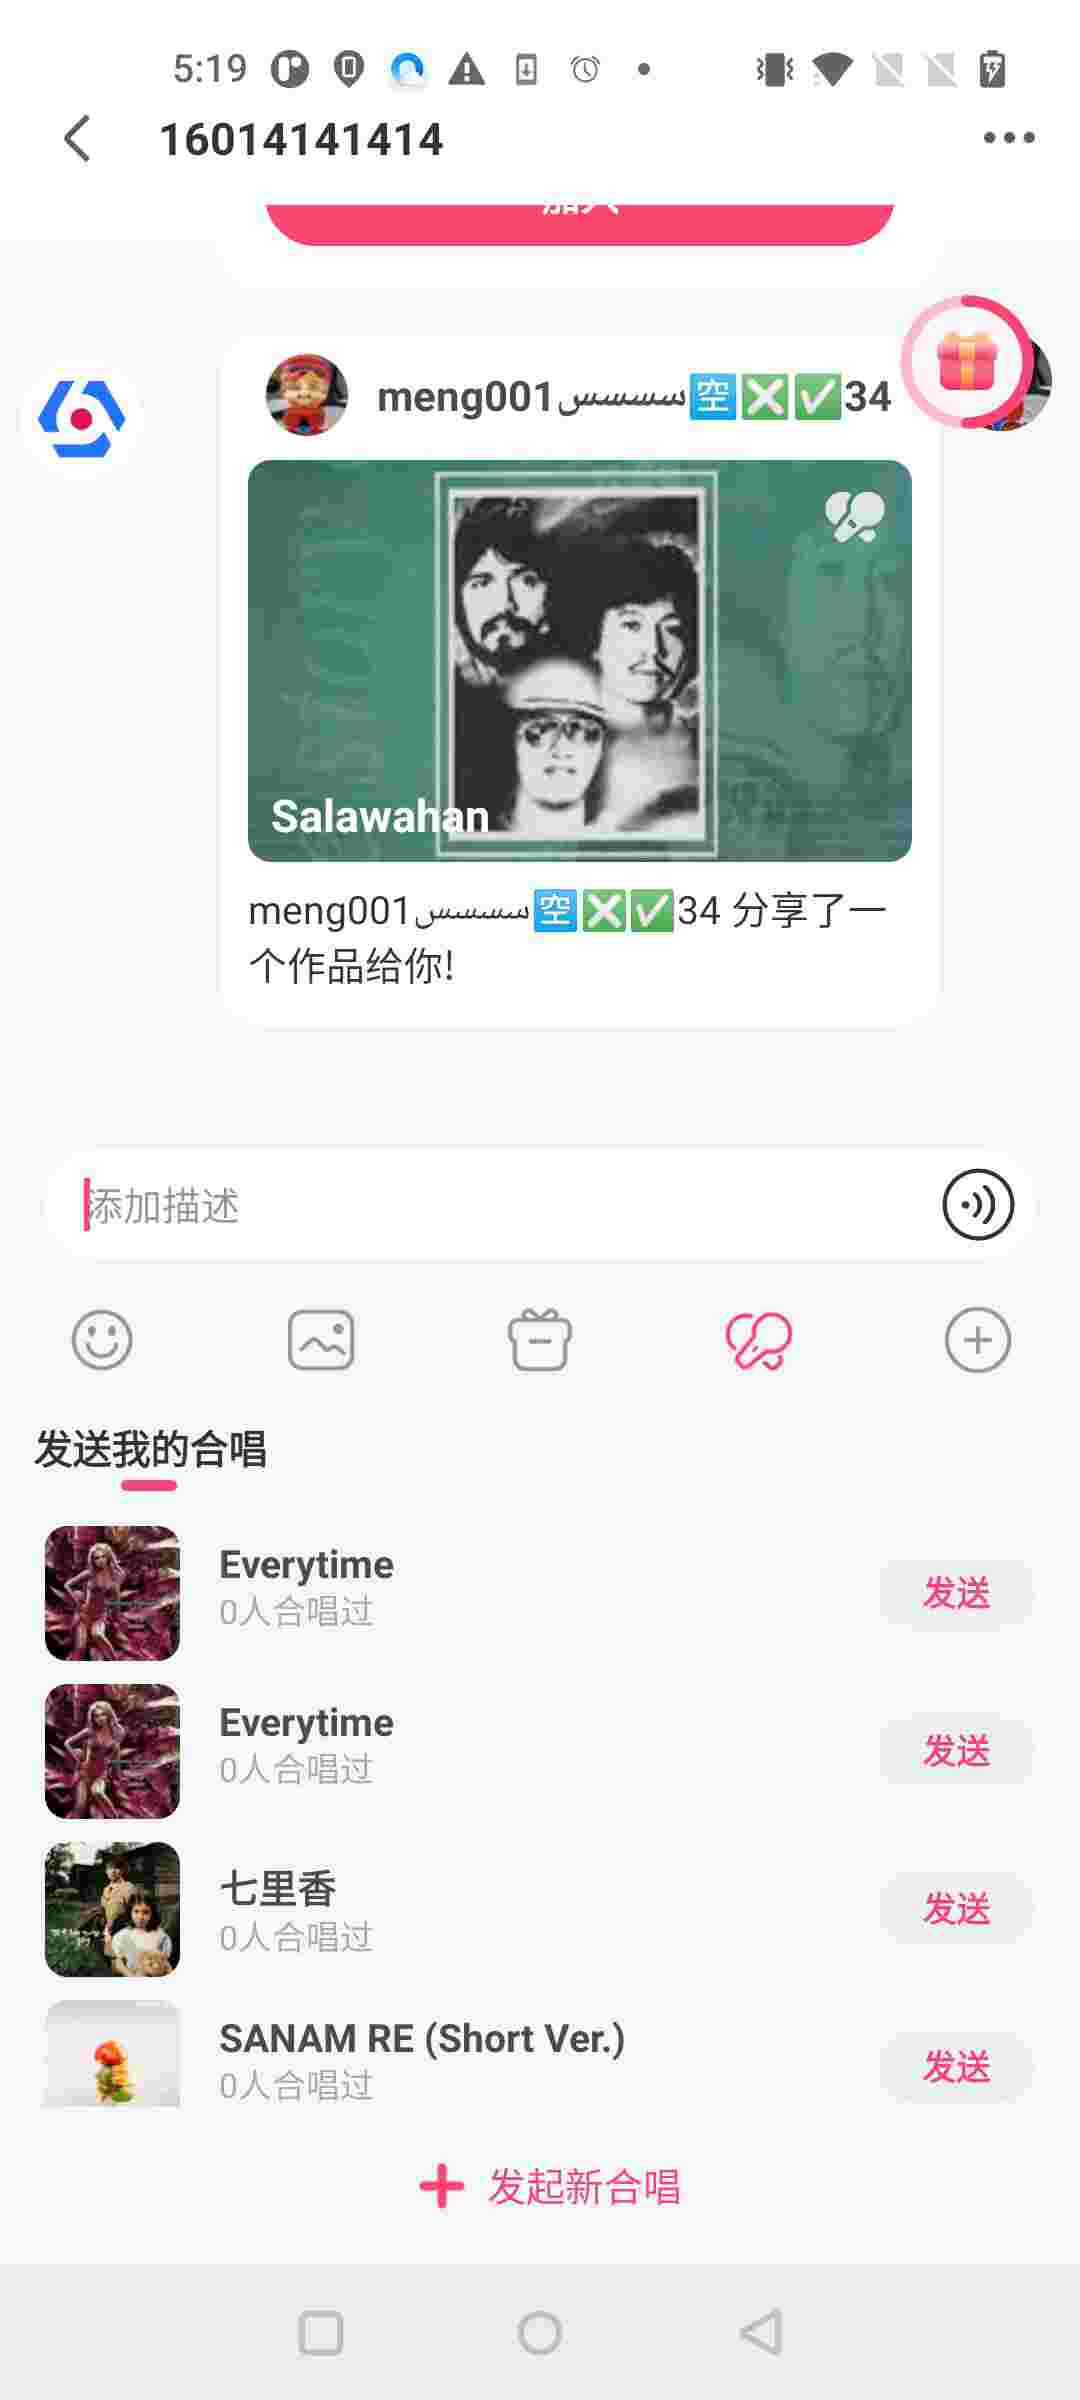 5:19
16014141414
加入
meng001سسسس🈳❎✅34
Salawahan
meng001سسسس🈳❎✅34 分享了一
个作品给你!
添加描述
发送我的合唱
Everytime
0人合唱过
发送
Everytime
0人合唱过
发送
七里香
0人合唱过
发送
SANAM RE (Short Ver.)
0人合唱过
发送
发起新合唱